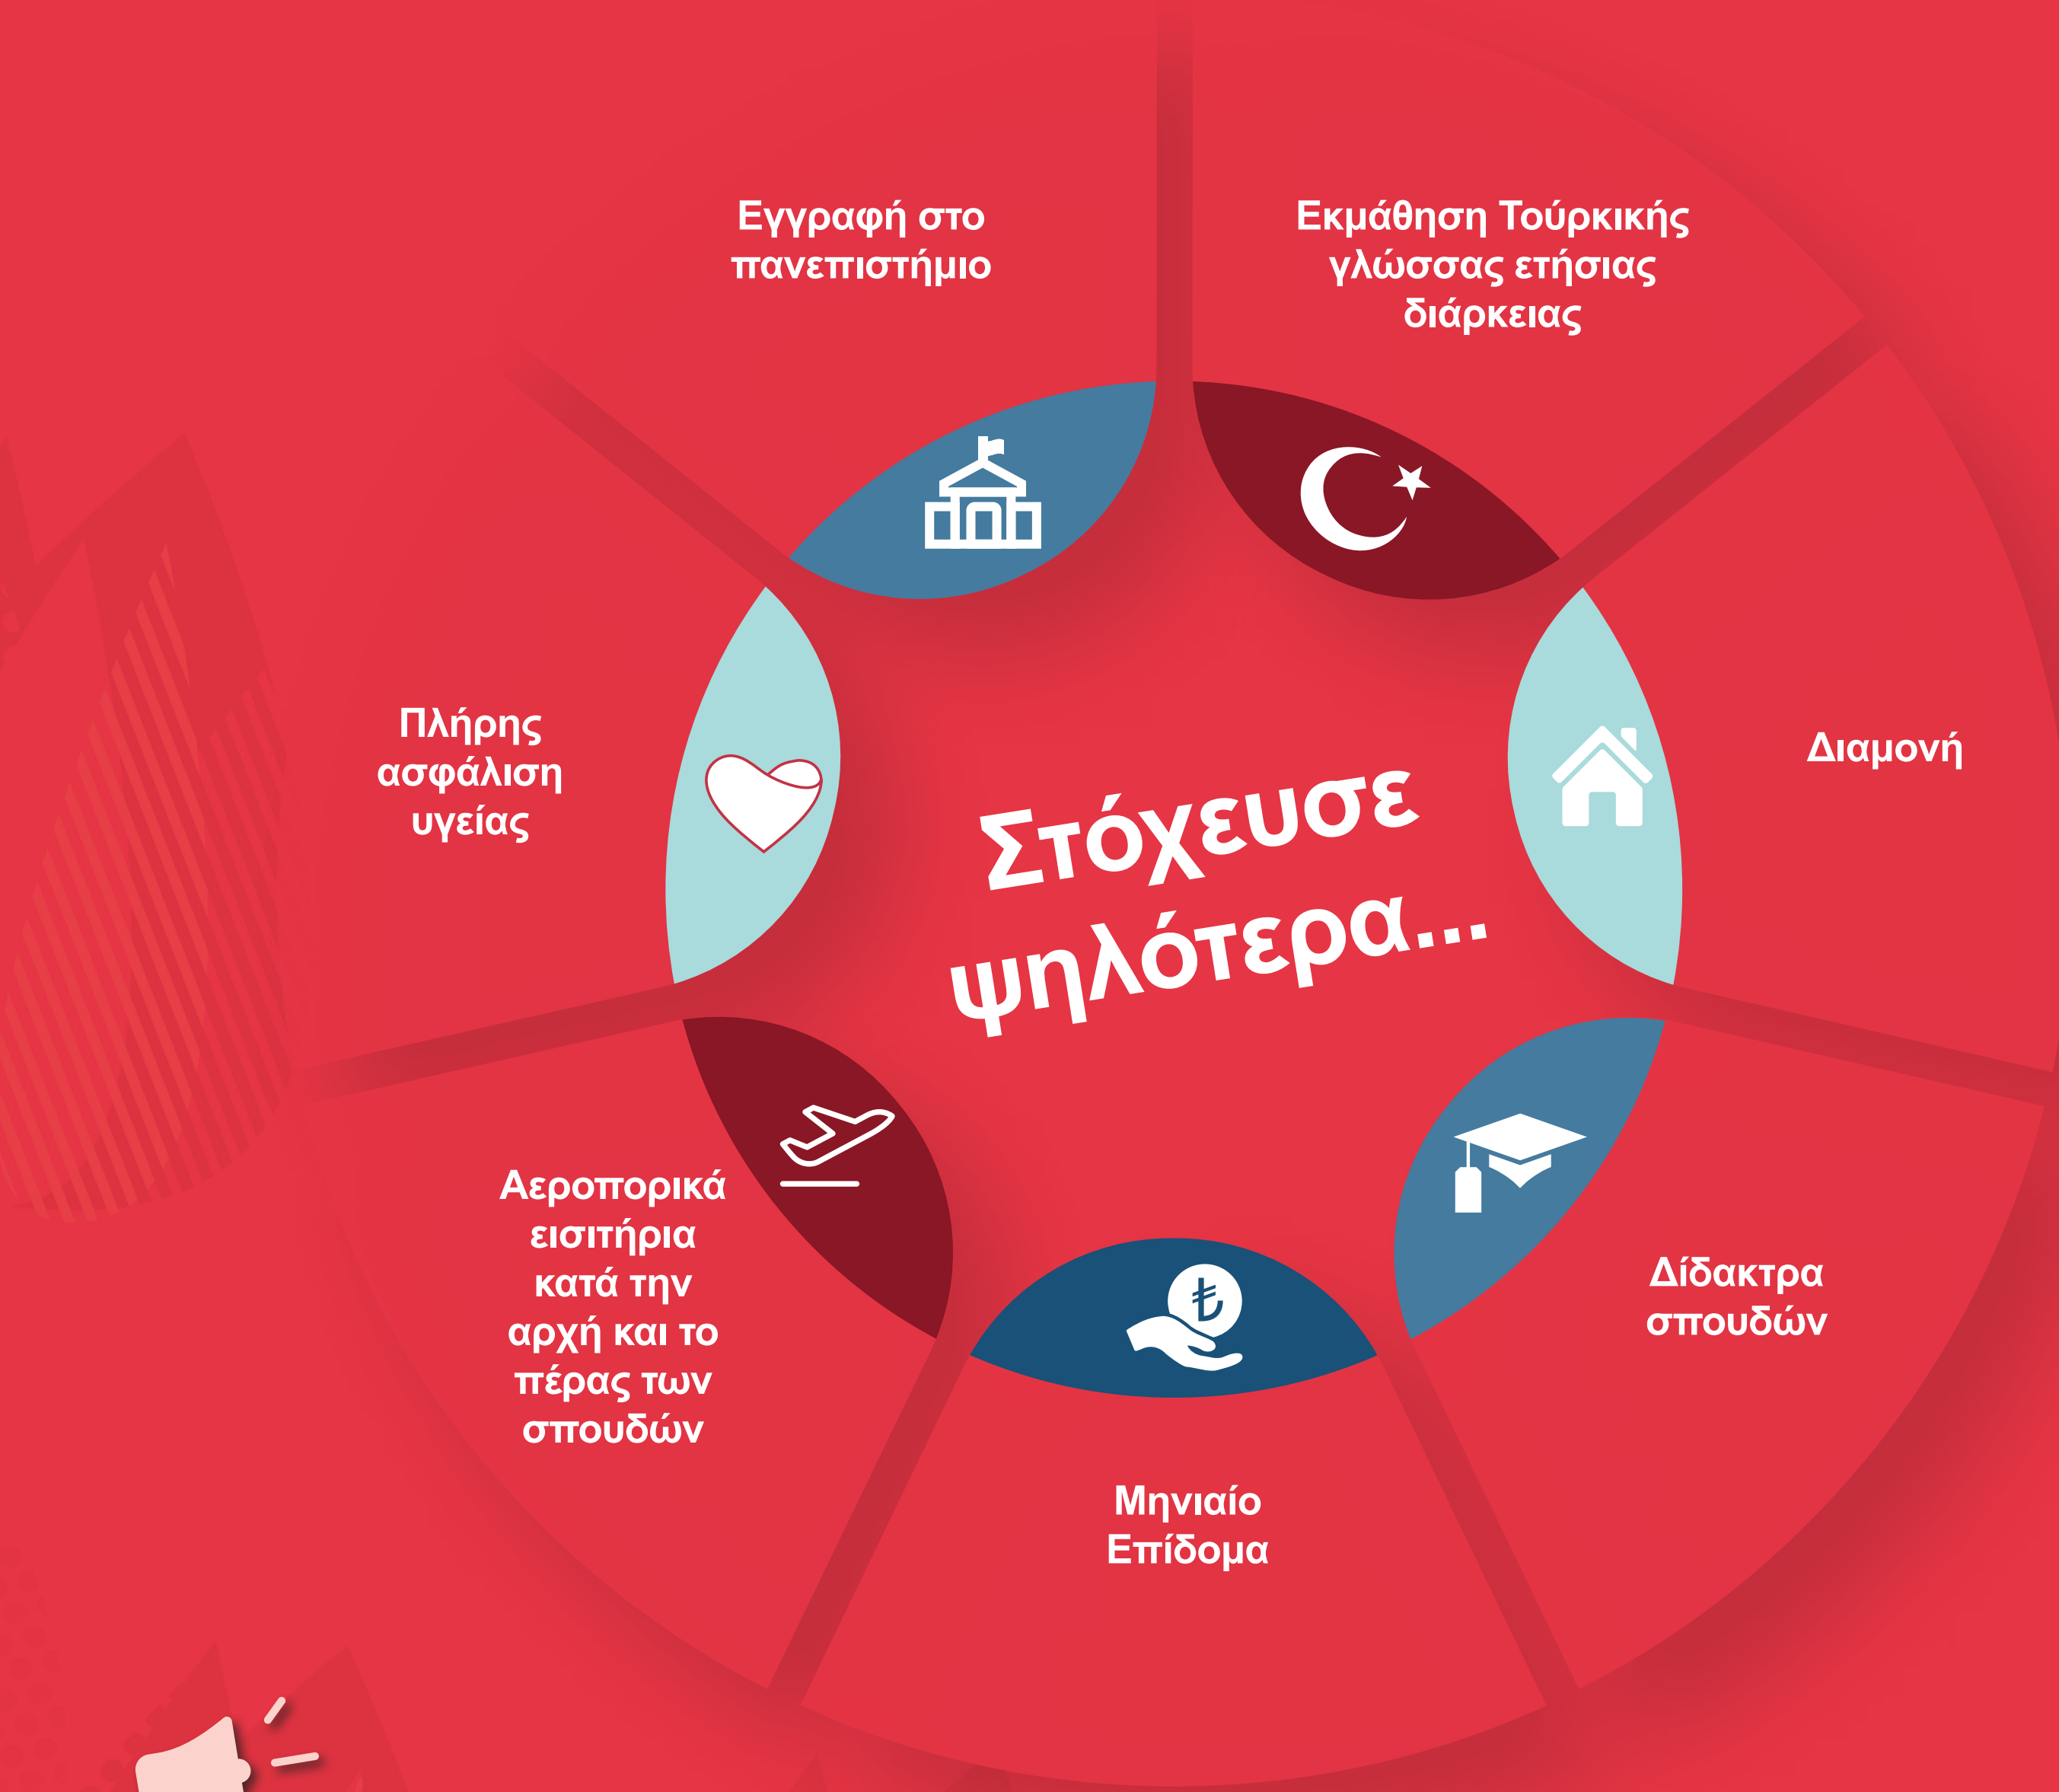 Εγγραφή στο
πανεπιστήμιο
Εκμάθηση Τούρκικής
γλώσσας ετήσιας
διάρκειας
Πλήρης
ασφάλιση
υγείας
Διαμονή
Στόχευσε
ψηλότερα...
Αεροπορικά
εισιτήρια
κατά την
αρχή και το
πέρας των
σπουδών
Δίδακτρα
σπουδών
₺
Μηνιαίο
Επίδομα